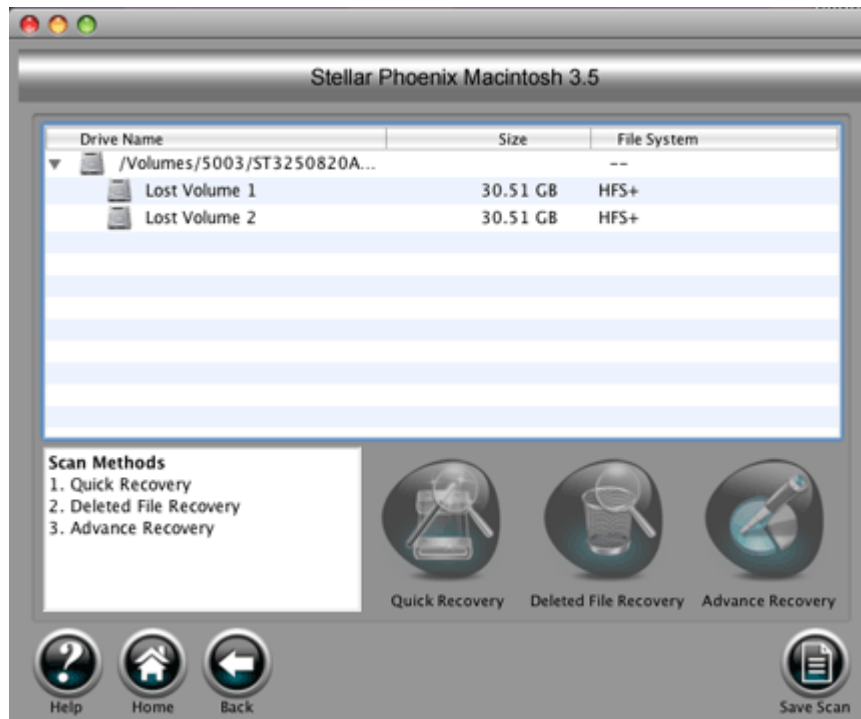 Stellar Phoenix Macintosh 3.5
Drive Name Size File System
/Volumes/5003/ST3250820A... --
Lost Volume 1 30.51 GB HFS+
Lost Volume 2 30.51 GB HFS+
Scan Methods
1. Quick Recovery
2. Deleted File Recovery
3. Advance Recovery
Quick Recovery Deleted File Recovery Advance Recovery
Help Home Back Save Scan